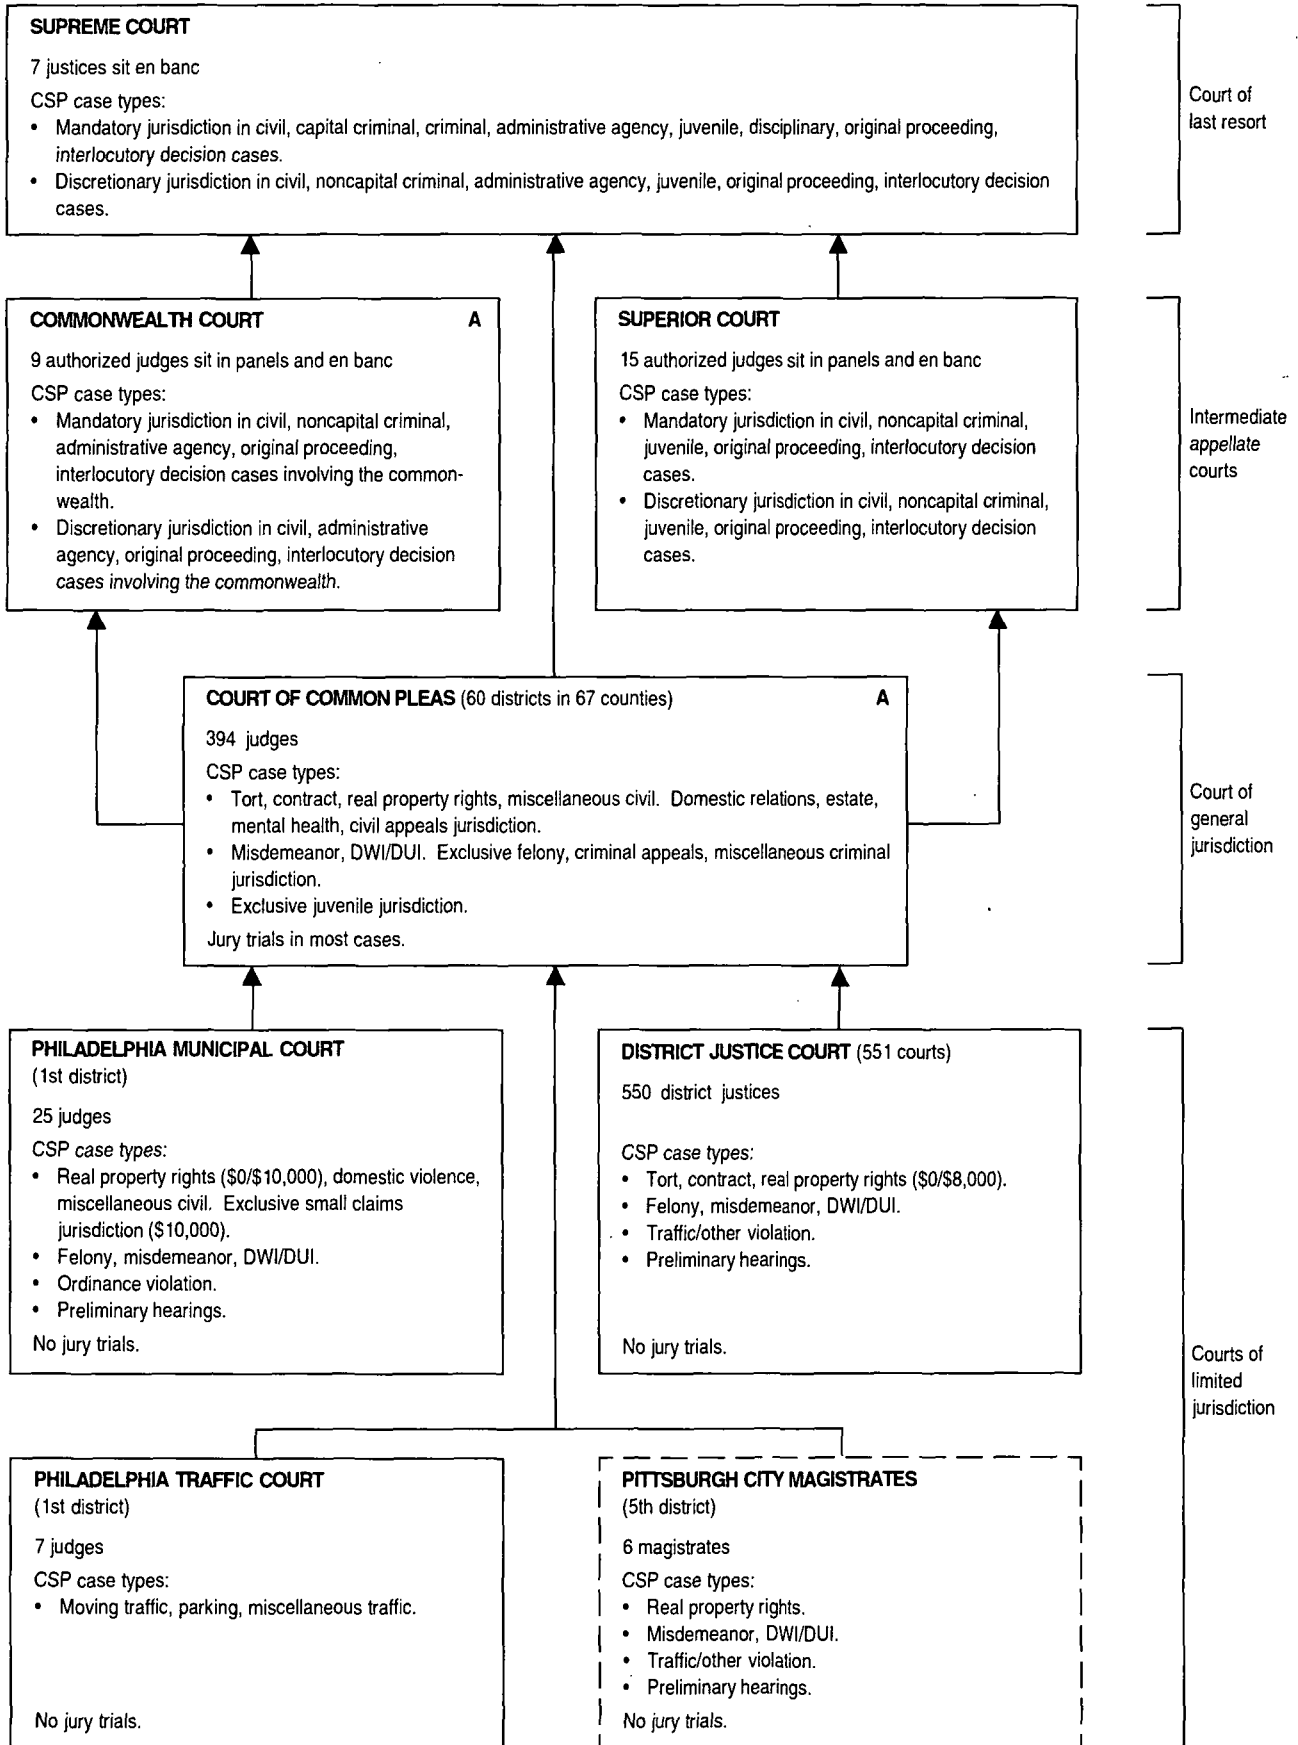 SUPREME COURT
7 justices sit en banc
CSP case types:
• Mandatory jurisdiction in civil, capital criminal, criminal, administrative agency, juvenile, disciplinary, original proceeding,
interlocutory decision cases.
• Discretionary jurisdiction in civil, noncapital criminal, administrative agency, juvenile, original proceeding, interlocutory decision
cases.
Court of
last resort
COMMONWEALTH COURT A
9 authorized judges sit in panels and en banc
CSP case types:
• Mandatory jurisdiction in civil, noncapital criminal,
administrative agency, original proceeding,
interlocutory decision cases involving the common-
wealth.
• Discretionary jurisdiction in civil, administrative
agency, original proceeding, interlocutory decision
cases involving the commonwealth.
SUPERIOR COURT
15 authorized judges sit in panels and en banc
CSP case types:
• Mandatory jurisdiction in civil, noncapital criminal,
juvenile, original proceeding, interlocutory decision
cases.
• Discretionary jurisdiction in civil, noncapital criminal,
juvenile, original proceeding, interlocutory decision
cases.
Intermediate
appellate
courts
COURT OF COMMON PLEAS (60 districts in 67 counties) A
394 judges
CSP case types:
• Tort, contract, real property rights, miscellaneous civil. Domestic relations, estate,
mental health, civil appeals jurisdiction.
• Misdemeanor, DWI/DUI. Exclusive felony, criminal appeals, miscellaneous criminal
jurisdiction.
• Exclusive juvenile jurisdiction.
Jury trials in most cases.
Court of
general
jurisdiction
PHILADELPHIA MUNICIPAL COURT
(1st district)
25 judges
CSP case types:
• Real property rights ($0/$10,000), domestic violence,
miscellaneous civil. Exclusive small claims
jurisdiction ($10,000).
• Felony, misdemeanor, DWI/DUI.
• Ordinance violation.
• Preliminary hearings.
No jury trials.
DISTRICT JUSTICE COURT (551 courts)
550 district justices
CSP case types:
• Tort, contract, real property rights ($0/$8,000).
• Felony, misdemeanor, DWI/DUI.
• Traffic/other violation.
• Preliminary hearings.
No jury trials.
Courts of
limited
jurisdiction
PHILADELPHIA TRAFFIC COURT
(1st district)
7 judges
CSP case types:
• Moving traffic, parking, miscellaneous traffic.
No jury trials.
PITTSBURGH CITY MAGISTRATES
(5th district)
6 magistrates
CSP case types:
• Real property rights.
• Misdemeanor, DWI/DUI.
• Traffic/other violation.
• Preliminary hearings.
No jury trials.